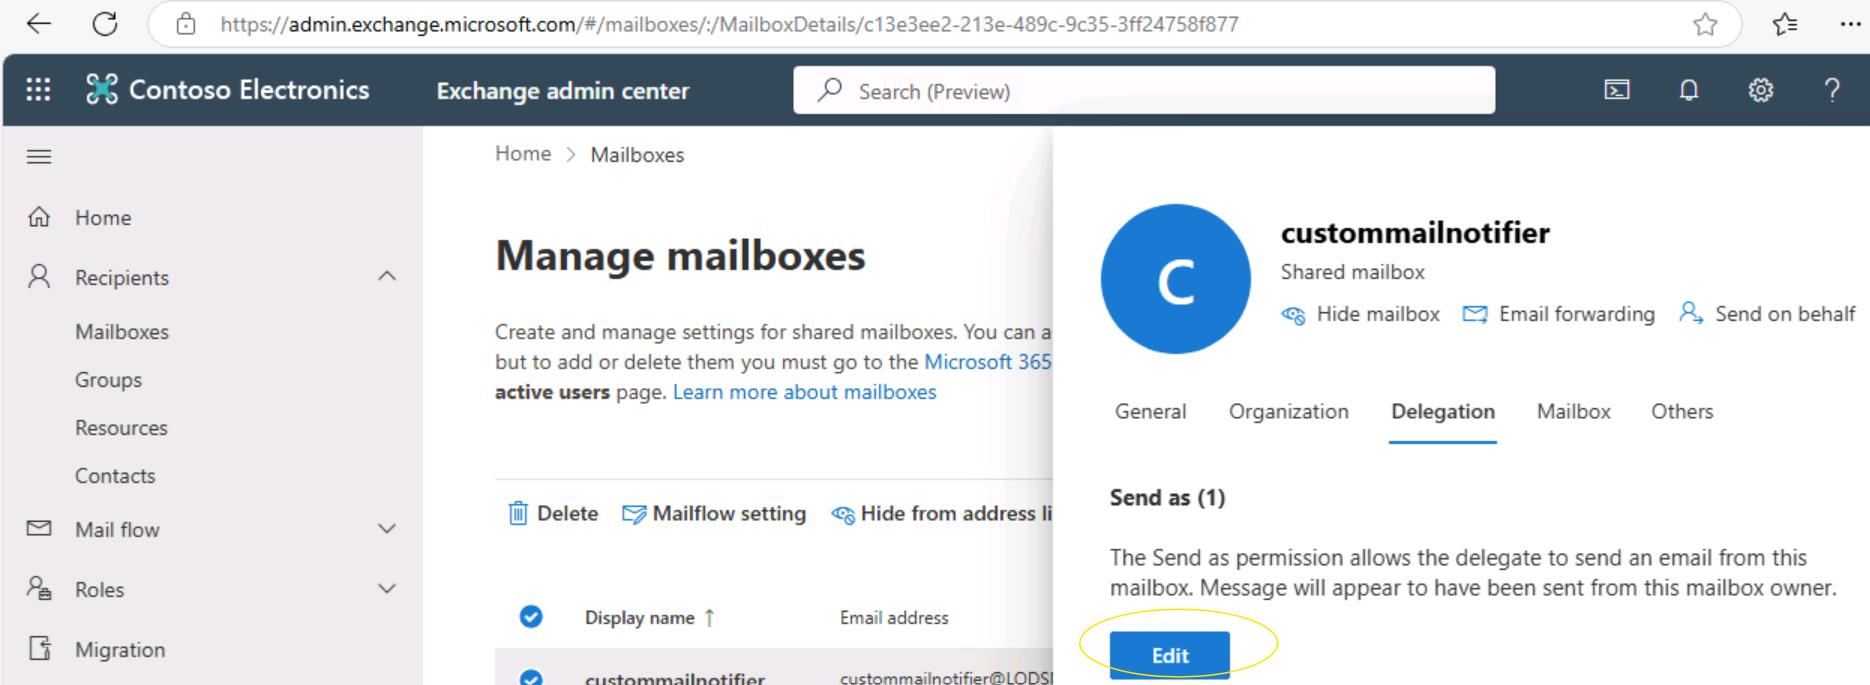 https://admin.exchange.microsoft.com/#/mailboxes/:/MailboxDetails/c13e3ee2-213e-489c-9c35-3ff24758f877
Contoso Electronics
Exchange admin center
Search (Preview)
Home
Recipients
Mailboxes
Groups
Resources
Contacts
Mail flow
Roles
Migration
Home > Mailboxes
Manage mailboxes
Create and manage settings for shared mailboxes. You can a
but to add or delete them you must go to the Microsoft 365
active users page. Learn more about mailboxes
Delete Mailflow setting Hide from address li
Display name ↑ Email address
custommailnotifier custommailnotifier@LODS
C
custommailnotifier
Shared mailbox
Hide mailbox Email forwarding Send on behalf
General Organization Delegation Mailbox Others
Send as (1)
The Send as permission allows the delegate to send an email from this
mailbox. Message will appear to have been sent from this mailbox owner.
Edit